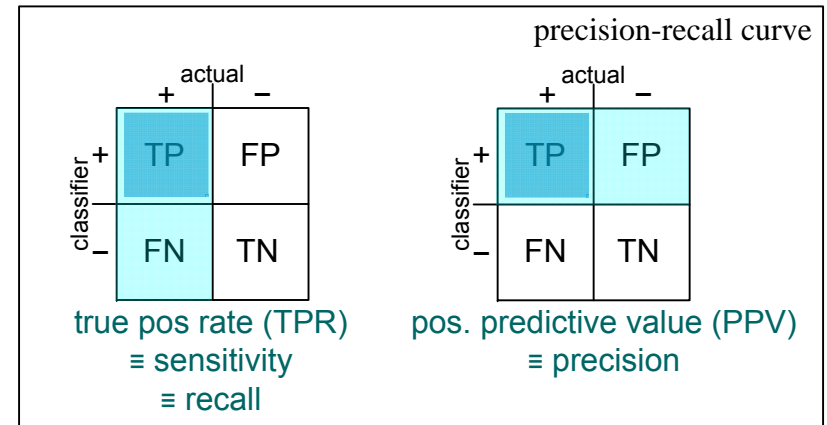 precision-recall curve
actual
+ −
classifier
+ TP FP
− FN TN
true pos rate (TPR)
≡ sensitivity
≡ recall
actual
+ −
classifier
+ TP FP
− FN TN
pos. predictive value (PPV)
≡ precision